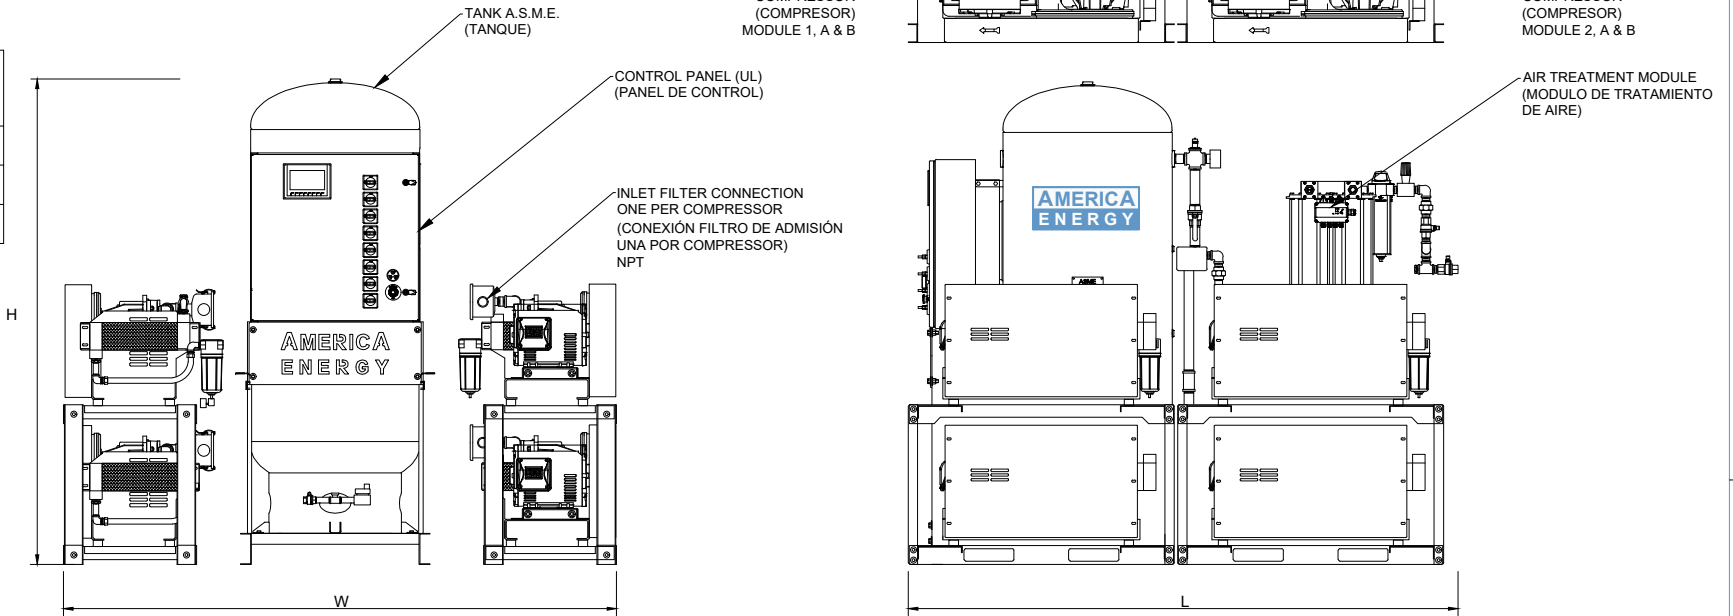 TANK A.S.M.E.
(TANQUE)
(COMPRESOR)
MODULE 1, A & B
(COMPRESOR)
MODULE 2, A & B
CONTROL PANEL (UL)
(PANEL DE CONTROL)
AIR TREATMENT MODULE
(MODULO DE TRATAMIENTO
DE AIRE)
INLET FILTER CONNECTION
ONE PER COMPRESSOR
(CONEXIÓN FILTRO DE ADMISIÓN
UNA POR COMPRESSOR)
NPT
AMERICA
ENERGY
ASME
H
AMERICA
ENERGY
W
L